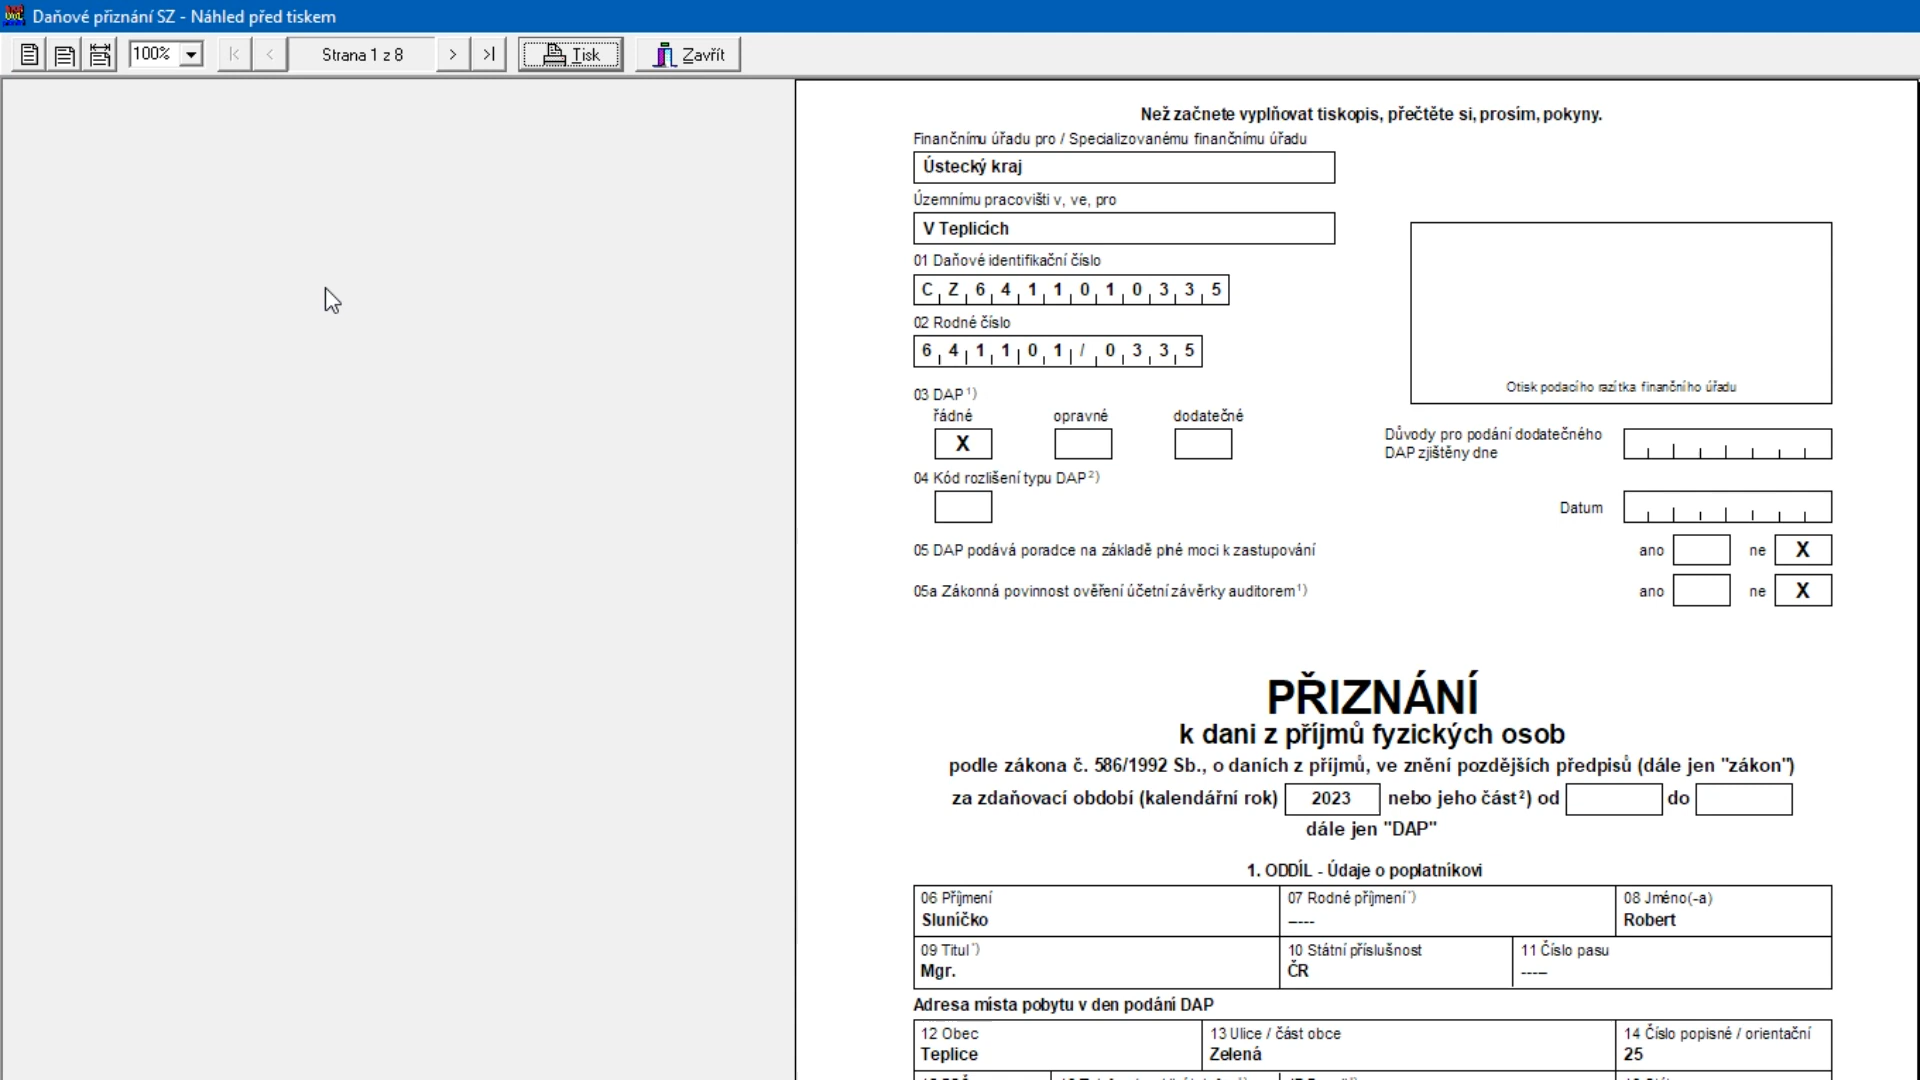 Daňové přiznání SZ - Náhled před tiskem
100% Strana 1 z 8 Tisk Zavřít
Než začnete vyplňovat tiskopis, přečtěte si, prosím, pokyny.
Finančnímu úřadu pro / Specializovanému finančnímu úřadu
Ústecký kraj
Územnímu pracovišti v, ve, pro
V Teplicích
01 Daňové identifikační číslo
C Z 6 4 1 1 0 1 0 3 3 5
02 Rodné číslo
6 4 1 1 0 1 / 0 3 3 5
Otisk podacího razítka finančního úřadu
03 DAP 1)
řádné opravné dodatečné
X
Důvody pro podání dodatečného
DAP zjištěny dne
04 Kód rozlišení typu DAP 2)
Datum
05 DAP podává poradce na základě plné moci k zastupování ano ne X
05a Zákonná povinnost ověření účetní závěrky auditorem 1) ano ne X
PŘIZNÁNÍ
k dani z příjmů fyzických osob
podle zákona č. 586/1992 Sb., o daních z příjmů, ve znění pozdějších předpisů (dále jen "zákon")
za zdaňovací období (kalendářní rok) 2023 nebo jeho část 2) od do
dále jen "DAP"
1. ODDÍL - Údaje o poplatníkovi
06 Příjmení 07 Rodné příjmení *) 08 Jméno(-a)
Sluníčko ----- Robert
09 Titul *) 10 Státní příslušnost 11 Číslo pasu
Mgr. ČR -----
Adresa místa pobytu v den podání DAP
12 Obec 13 Ulice / část obce 14 Číslo popisné / orientační
Teplice Zelená 25